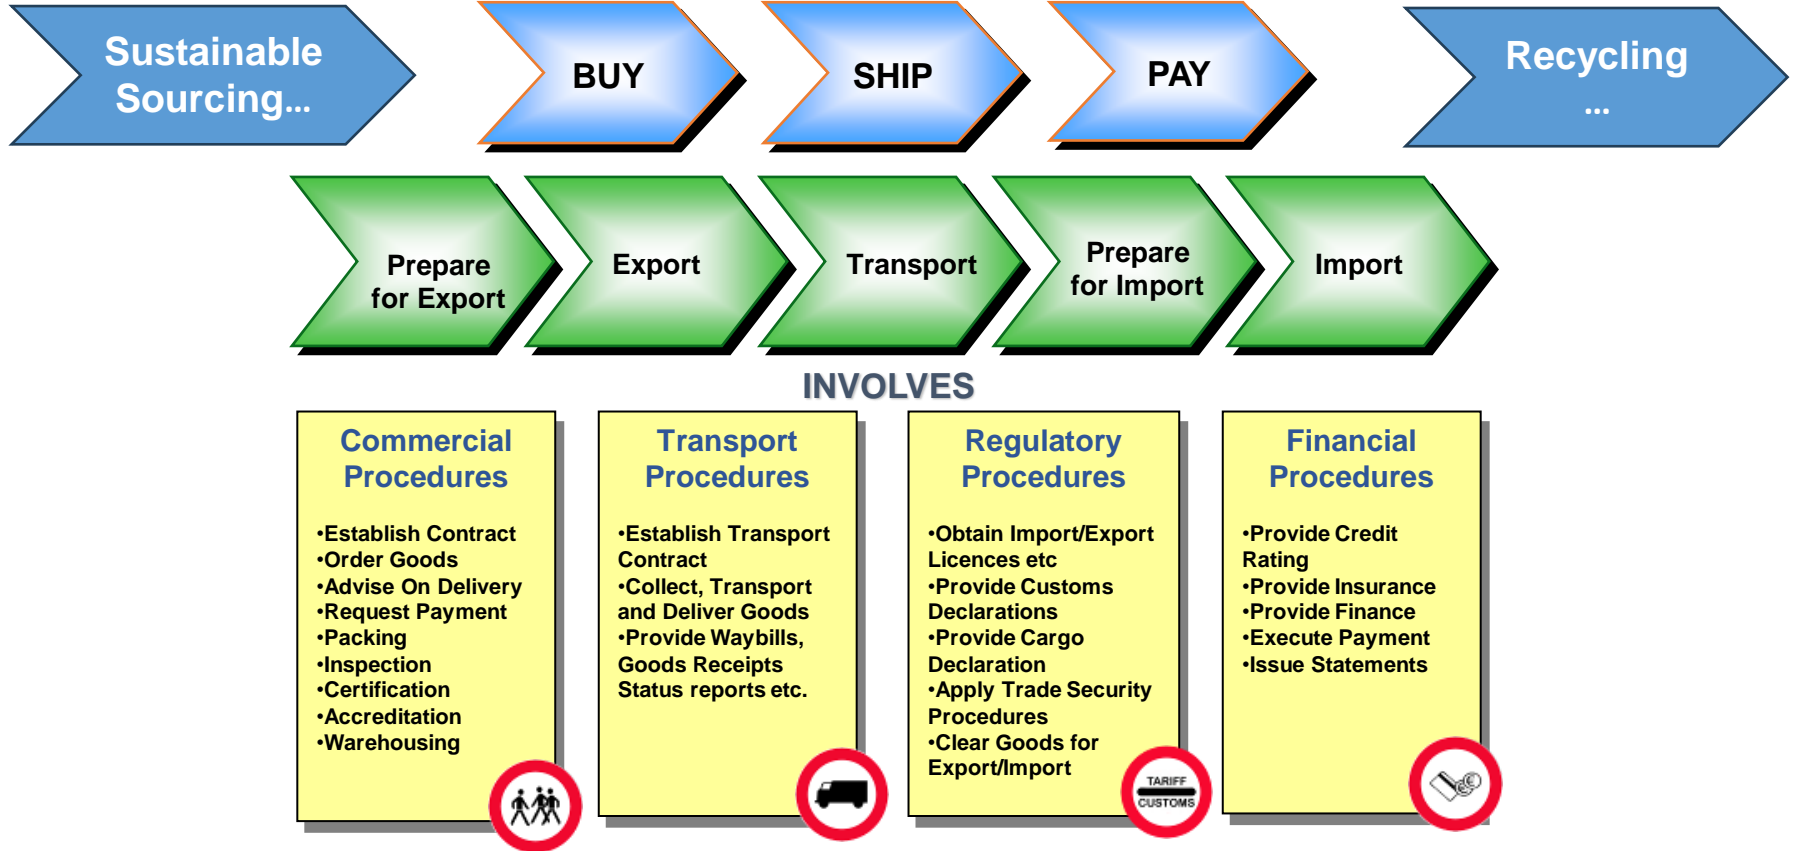 Sustainable
Sourcing...
BUY
SHIP
PAY
Recycling
...
Prepare
for Export
Export
Transport
Prepare
for Import
Import
INVOLVES
Commercial
Procedures
•Establish Contract
•Order Goods
•Advise On Delivery
•Request Payment
•Packing
•Inspection
•Certification
•Accreditation
•Warehousing
Transport
Procedures
•Establish Transport
Contract
•Collect, Transport
and Deliver Goods
•Provide Waybills,
Goods Receipts
Status reports etc.
Regulatory
Procedures
•Obtain Import/Export
Licences etc
•Provide Customs
Declarations
•Provide Cargo
Declaration
•Apply Trade Security
Procedures
•Clear Goods for
Export/Import
TARIFF
CUSTOMS
Financial
Procedures
•Provide Credit
Rating
•Provide Insurance
•Provide Finance
•Execute Payment
•Issue Statements